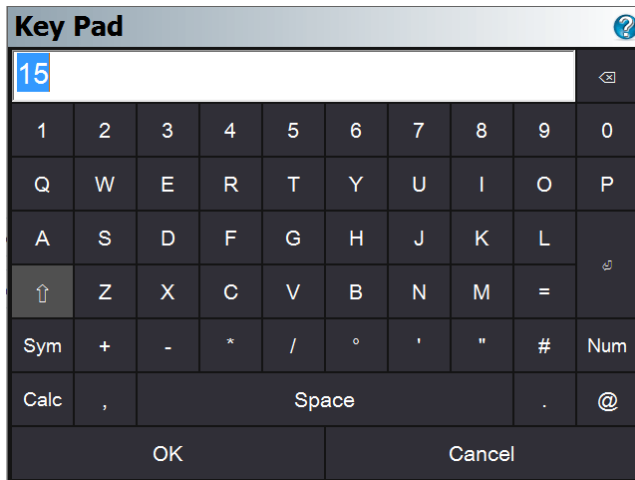 Key Pad ?
15 ⌫
1 2 3 4 5 6 7 8 9 0
Q W E R T Y U I O P
A S D F G H J K L ⏎
⇧ Z X C V B N M =
Sym + - * / ° ' " # Num
Calc , Space . @
OK Cancel